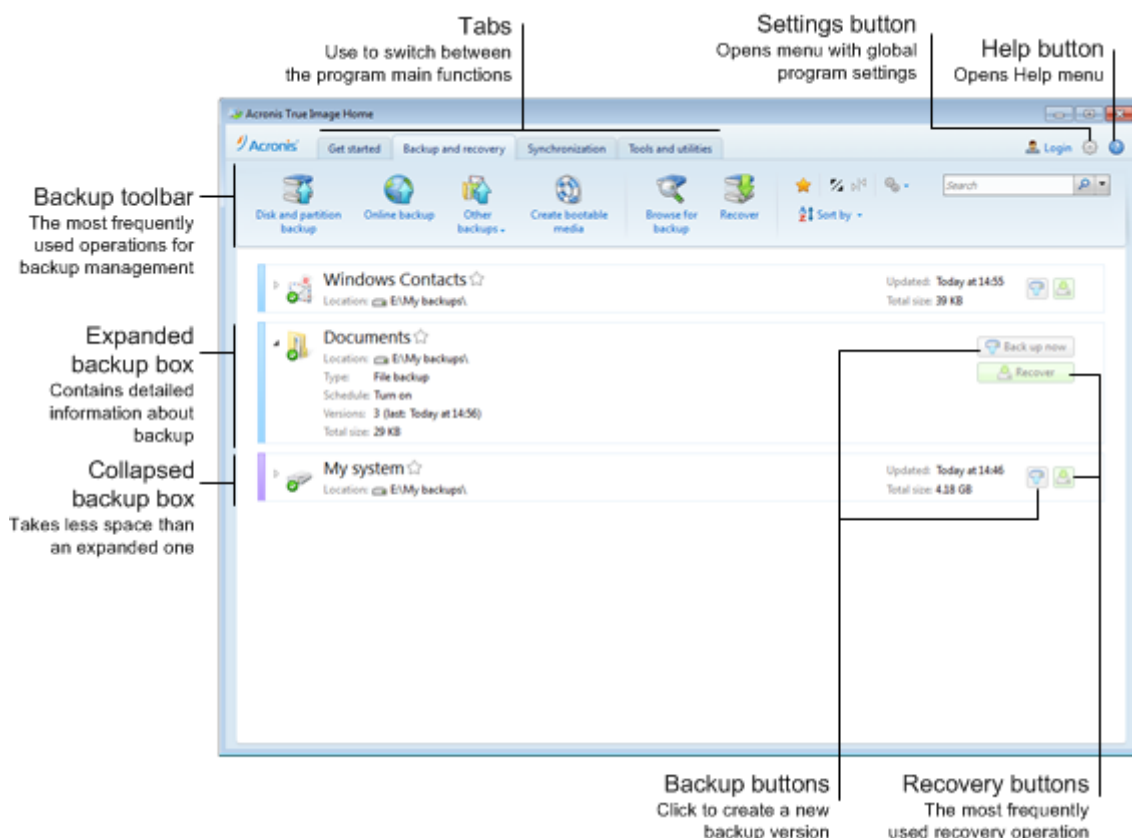 Tabs
Use to switch between
the program main functions
Settings button
Opens menu with global
program settings
Help button
Opens Help menu
Acronis True Image Home
Acronis
Get started
Backup and recovery
Synchronization
Tools and utilities
Login
Backup toolbar
The most frequently
used operations for
backup management
Disk and partition
backup
Online backup
Other
backups
Create bootable
media
Browse for
backup
Recover
Search
Sort by
Windows Contacts
Location: E:\My backups\
Updated: Today at 14:55
Total size: 39 KB
Expanded
backup box
Contains detailed
information about
backup
Documents
Location: E:\My backups\
Type: File backup
Schedule: Turn on
Versions: 3 (last: Today at 14:56)
Total size: 29 KB
Back up now
Recover
Collapsed
backup box
Takes less space than
an expanded one
My system
Location: E:\My backups\
Updated: Today at 14:46
Total size: 4.18 GB
Backup buttons
Click to create a new
backup version
Recovery buttons
The most frequently
used recovery operation